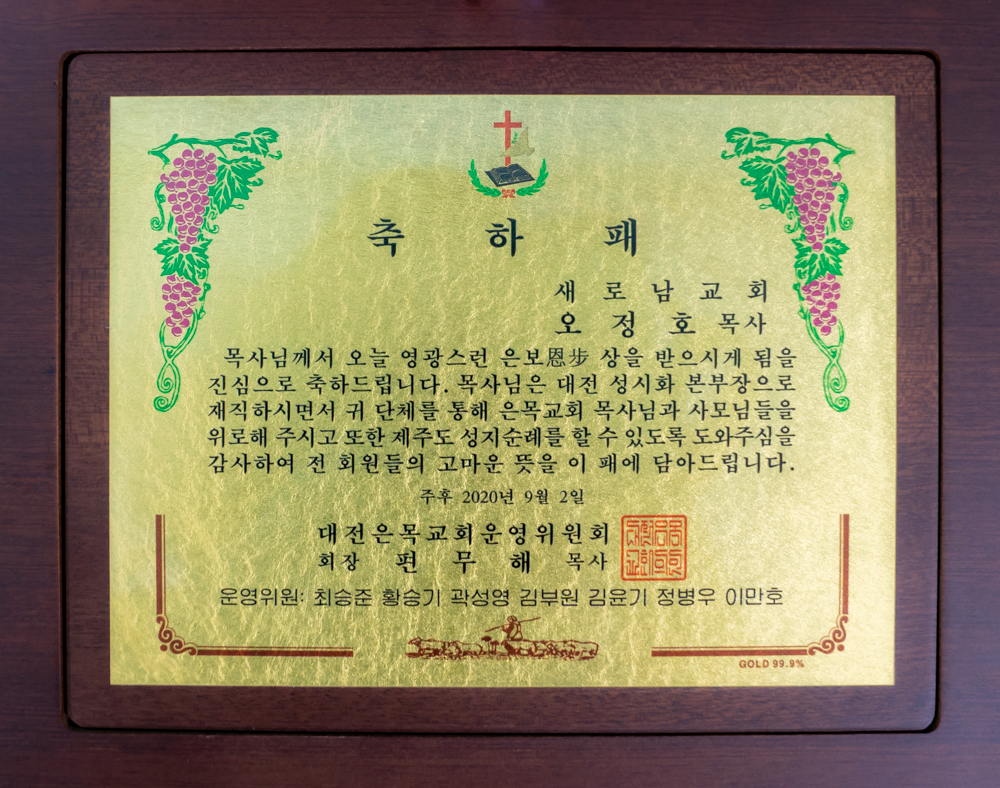 축 하 패
새 로 남 교 회
오 정 호 목사
목사님께서 오늘 영광스런 은보恩步 상을 받으시게 됨을
진심으로 축하드립니다. 목사님은 대전 성시화 본부장으로
재직하시면서 귀 단체를 통해 은목교회 목사님과 사모님들을
위로해 주시고 또한 제주도 성지순례를 할 수 있도록 도와주심을
감사하여 전 회원들의 고마운 뜻을 이 패에 담아드립니다.
주후 2020년 9월 2일
대전은목교회운영위원회
회장 편 무 해 목사
운영위원: 최승준 황승기 곽성영 김부원 김윤기 정병우 이만호
GOLD 99.9%